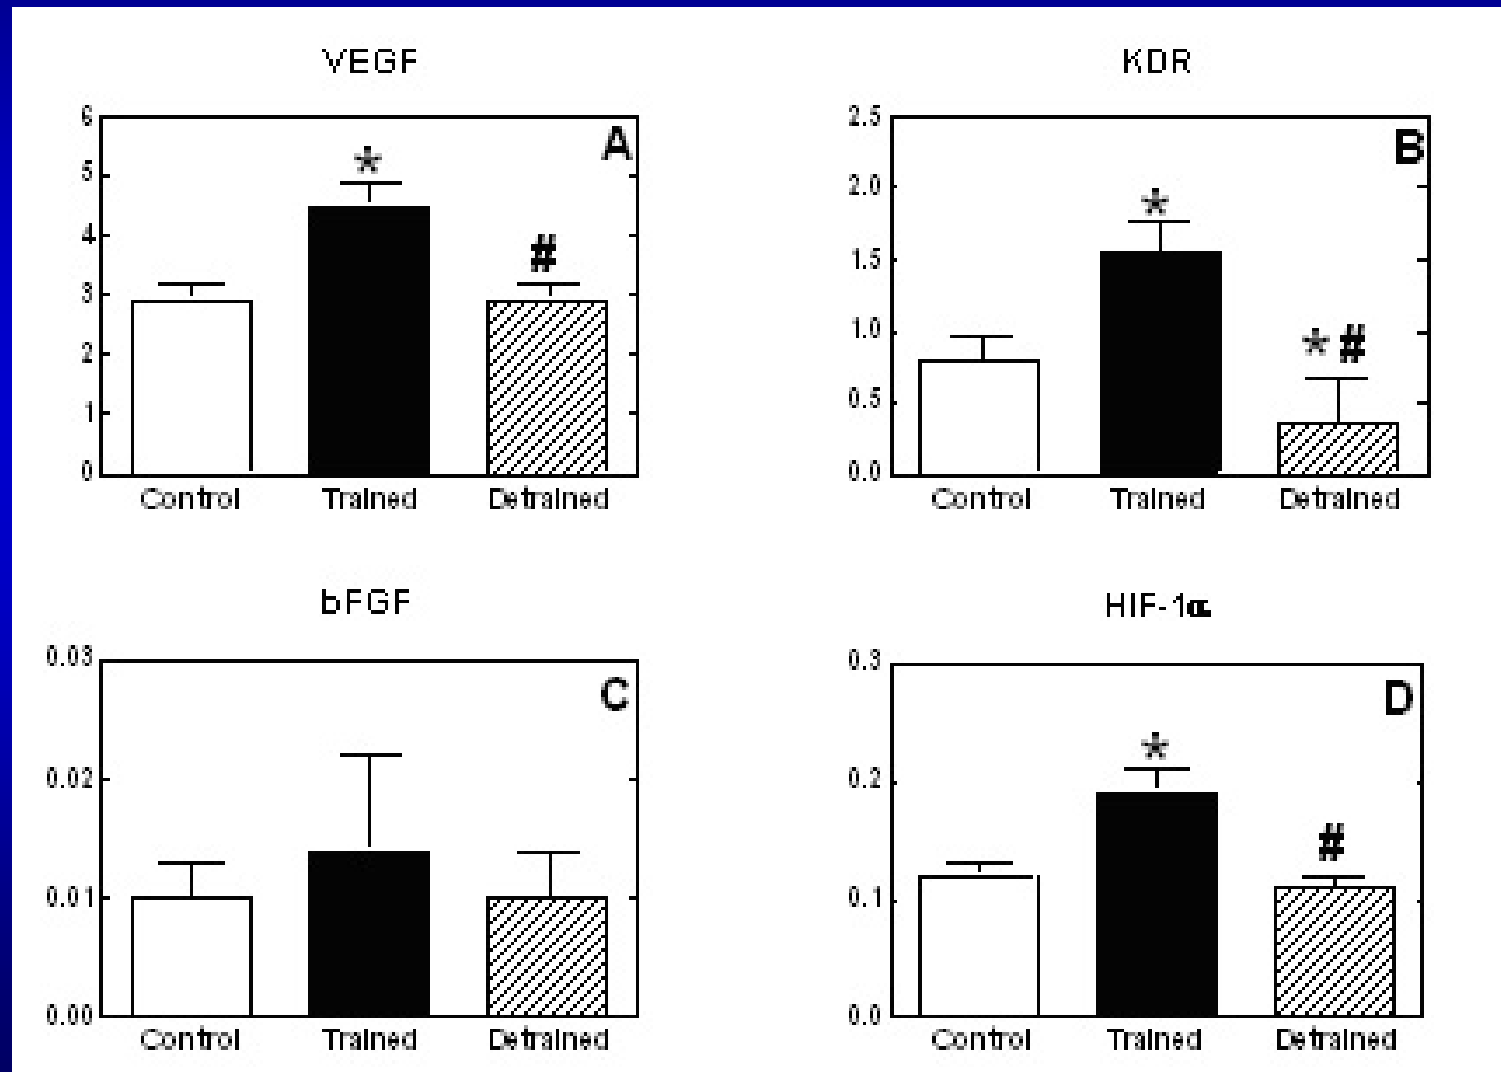 VEGF
A
6
5
4
3
2
1
0
*
#
Control Trained Detrained
KDR
B
2.5
2.0
1.5
1.0
0.5
0.0
*
*#
Control Trained Detrained
bFGF
C
0.03
0.02
0.01
0.00
Control Trained Detrained
HIF-1α
D
0.3
0.2
0.1
0.0
*
#
Control Trained Detrained